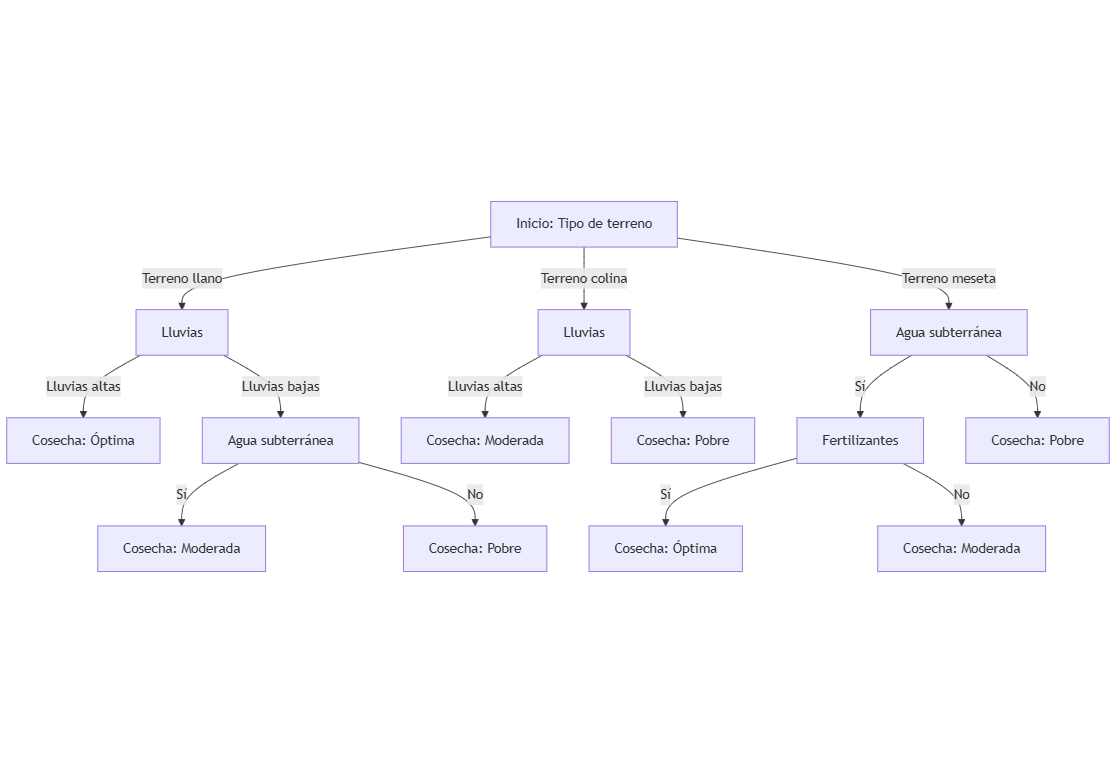 Inicio: Tipo de terreno
Terreno llano
Terreno colina
Terreno meseta
Lluvias
Lluvias
Agua subterránea
Lluvias altas
Lluvias bajas
Lluvias altas
Lluvias bajas
Sí
No
Cosecha: Óptima
Agua subterránea
Cosecha: Moderada
Cosecha: Pobre
Fertilizantes
Cosecha: Pobre
Sí
No
Sí
No
Cosecha: Moderada
Cosecha: Pobre
Cosecha: Óptima
Cosecha: Moderada